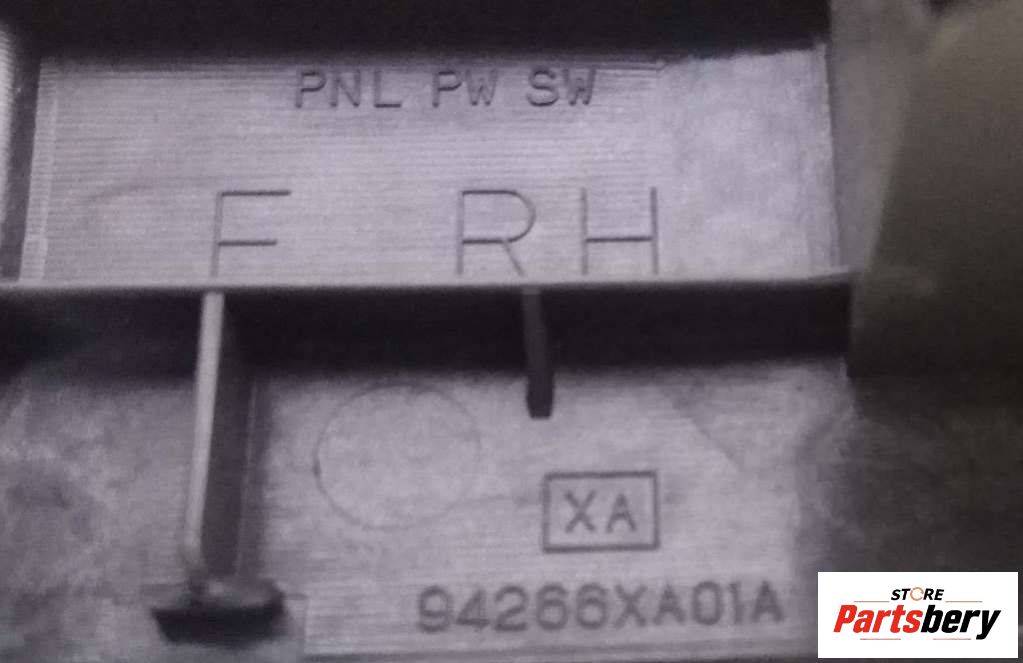 PNL PW SW
F RH
XA
94266XA01A
STORE
Partsbery